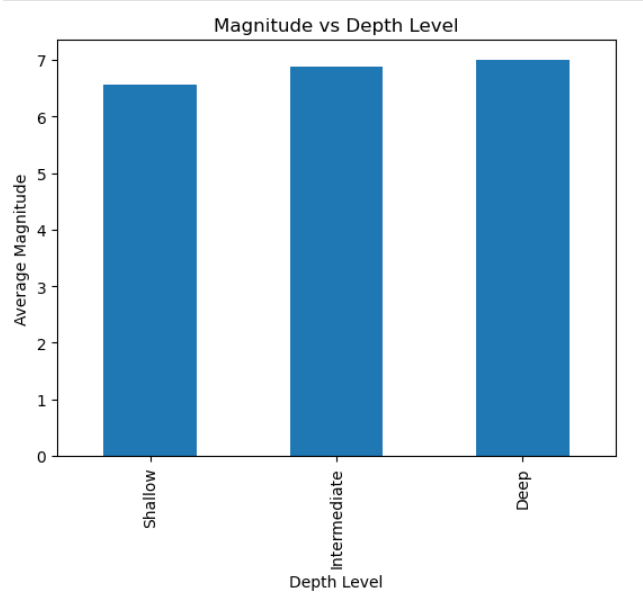 Magnitude vs Depth Level
Average Magnitude
7
6
5
4
3
2
1
0
Shallow
Intermediate
Deep
Depth Level